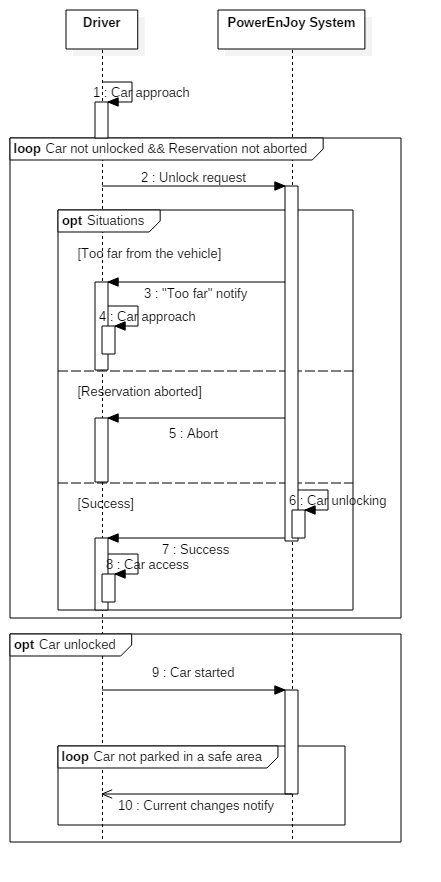 Driver
PowerEnJoy System
1 : Car approach
loop Car not unlocked && Reservation not aborted
2 : Unlock request
opt Situations
[Too far from the vehicle]
3 : "Too far" notify
4 : Car approach
[Reservation aborted]
5 : Abort
[Success]
6 : Car unlocking
7 : Success
8 : Car access
opt Car unlocked
9 : Car started
loop Car not parked in a safe area
10 : Current changes notify